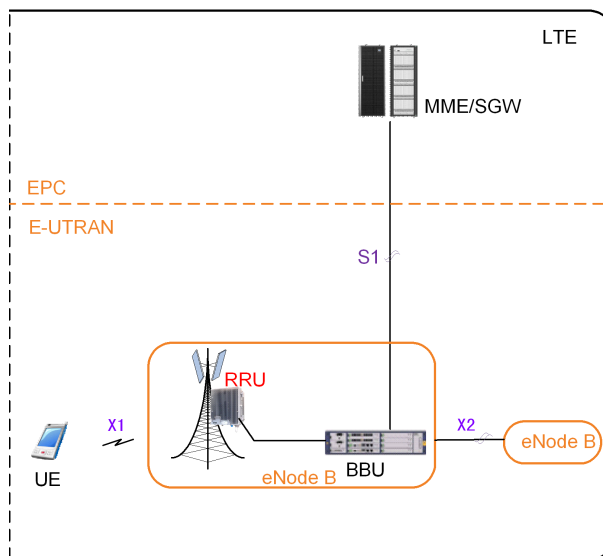 LTE
MME/SGW
EPC
E-UTRAN
S1
RRU
X1
X2
eNode B
UE
eNode B
BBU